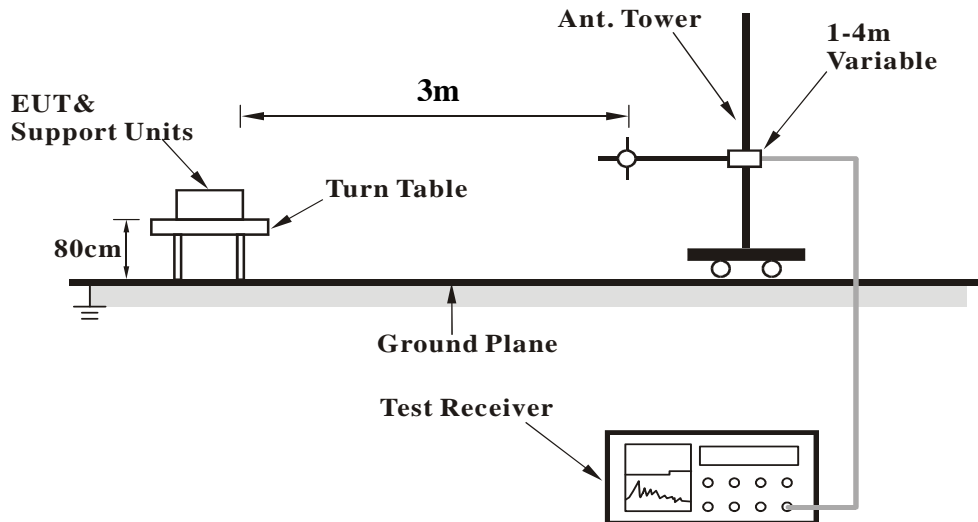 Ant. Tower
1-4m
Variable
3m
EUT&
Support Units
Turn Table
80cm
Ground Plane
Test Receiver